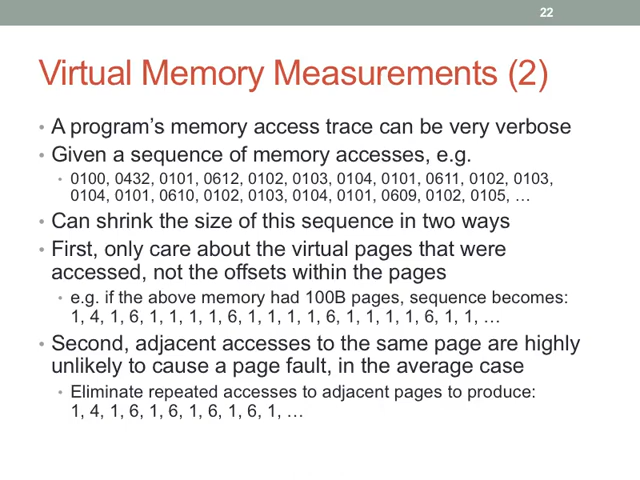 22
Virtual Memory Measurements (2)
• A program's memory access trace can be very verbose
• Given a sequence of memory accesses, e.g.
• 0100, 0432, 0101, 0612, 0102, 0103, 0104, 0101, 0611, 0102, 0103,
0104, 0101, 0610, 0102, 0103, 0104, 0101, 0609, 0102, 0105, …
• Can shrink the size of this sequence in two ways
• First, only care about the virtual pages that were
accessed, not the offsets within the pages
• e.g. if the above memory had 100B pages, sequence becomes:
1, 4, 1, 6, 1, 1, 1, 1, 6, 1, 1, 1, 1, 6, 1, 1, 1, 1, 6, 1, 1, …
• Second, adjacent accesses to the same page are highly
unlikely to cause a page fault, in the average case
• Eliminate repeated accesses to adjacent pages to produce:
1, 4, 1, 6, 1, 6, 1, 6, 1, 6, 1, …